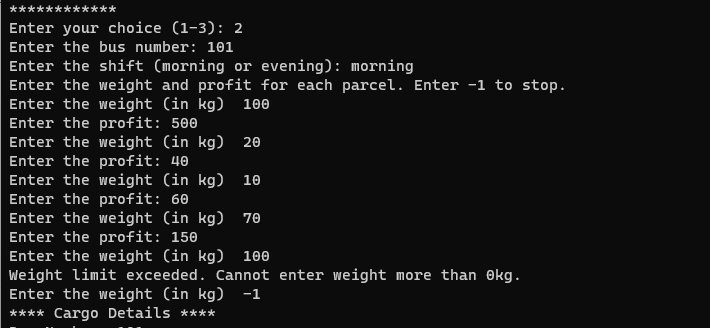 ************
Enter your choice (1-3): 2
Enter the bus number: 101
Enter the shift (morning or evening): morning
Enter the weight and profit for each parcel. Enter -1 to stop.
Enter the weight (in kg)  100
Enter the profit: 500
Enter the weight (in kg)  20
Enter the profit: 40
Enter the weight (in kg)  10
Enter the profit: 60
Enter the weight (in kg)  70
Enter the profit: 150
Enter the weight (in kg)  100
Weight limit exceeded. Cannot enter weight more than 0kg.
Enter the weight (in kg)  -1
**** Cargo Details ****